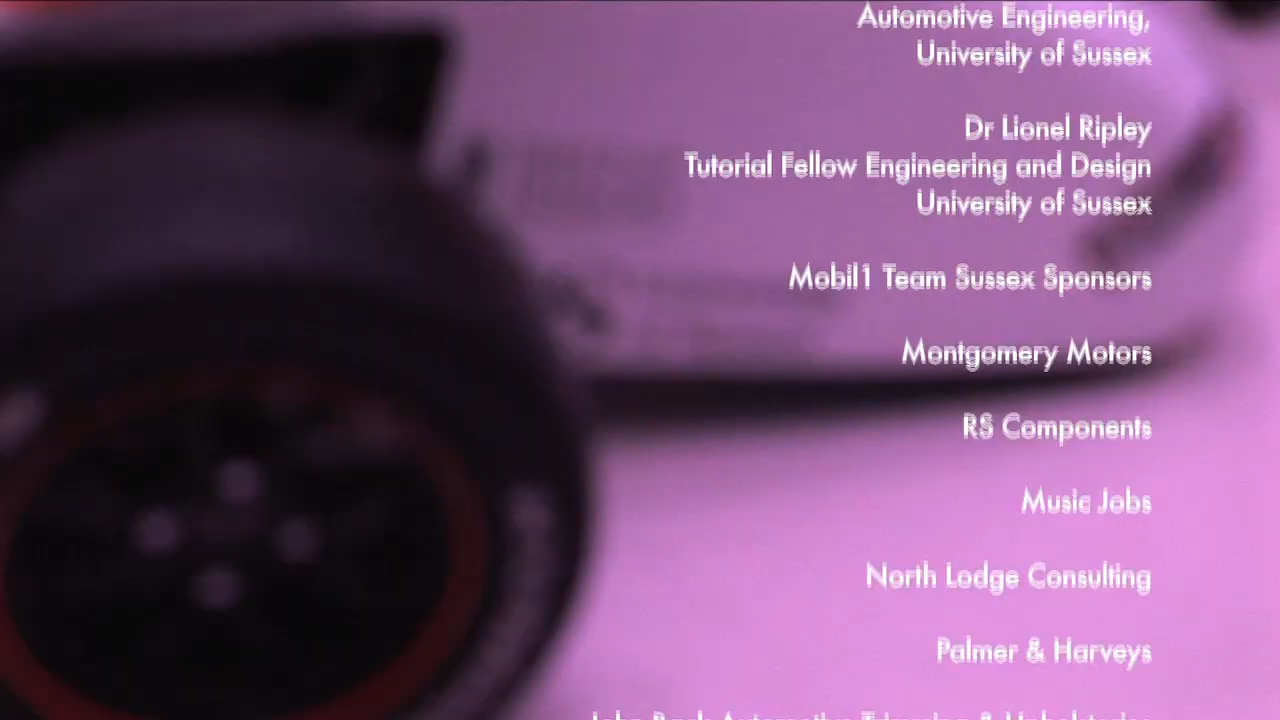 Automotive Engineering,
University of Sussex
Dr Lionel Ripley
Tutorial Fellow Engineering and Design
University of Sussex
Mobil1 Team Sussex Sponsors
Montgomery Motors
RS Components
Music Jobs
North Lodge Consulting
Palmer & Harveys